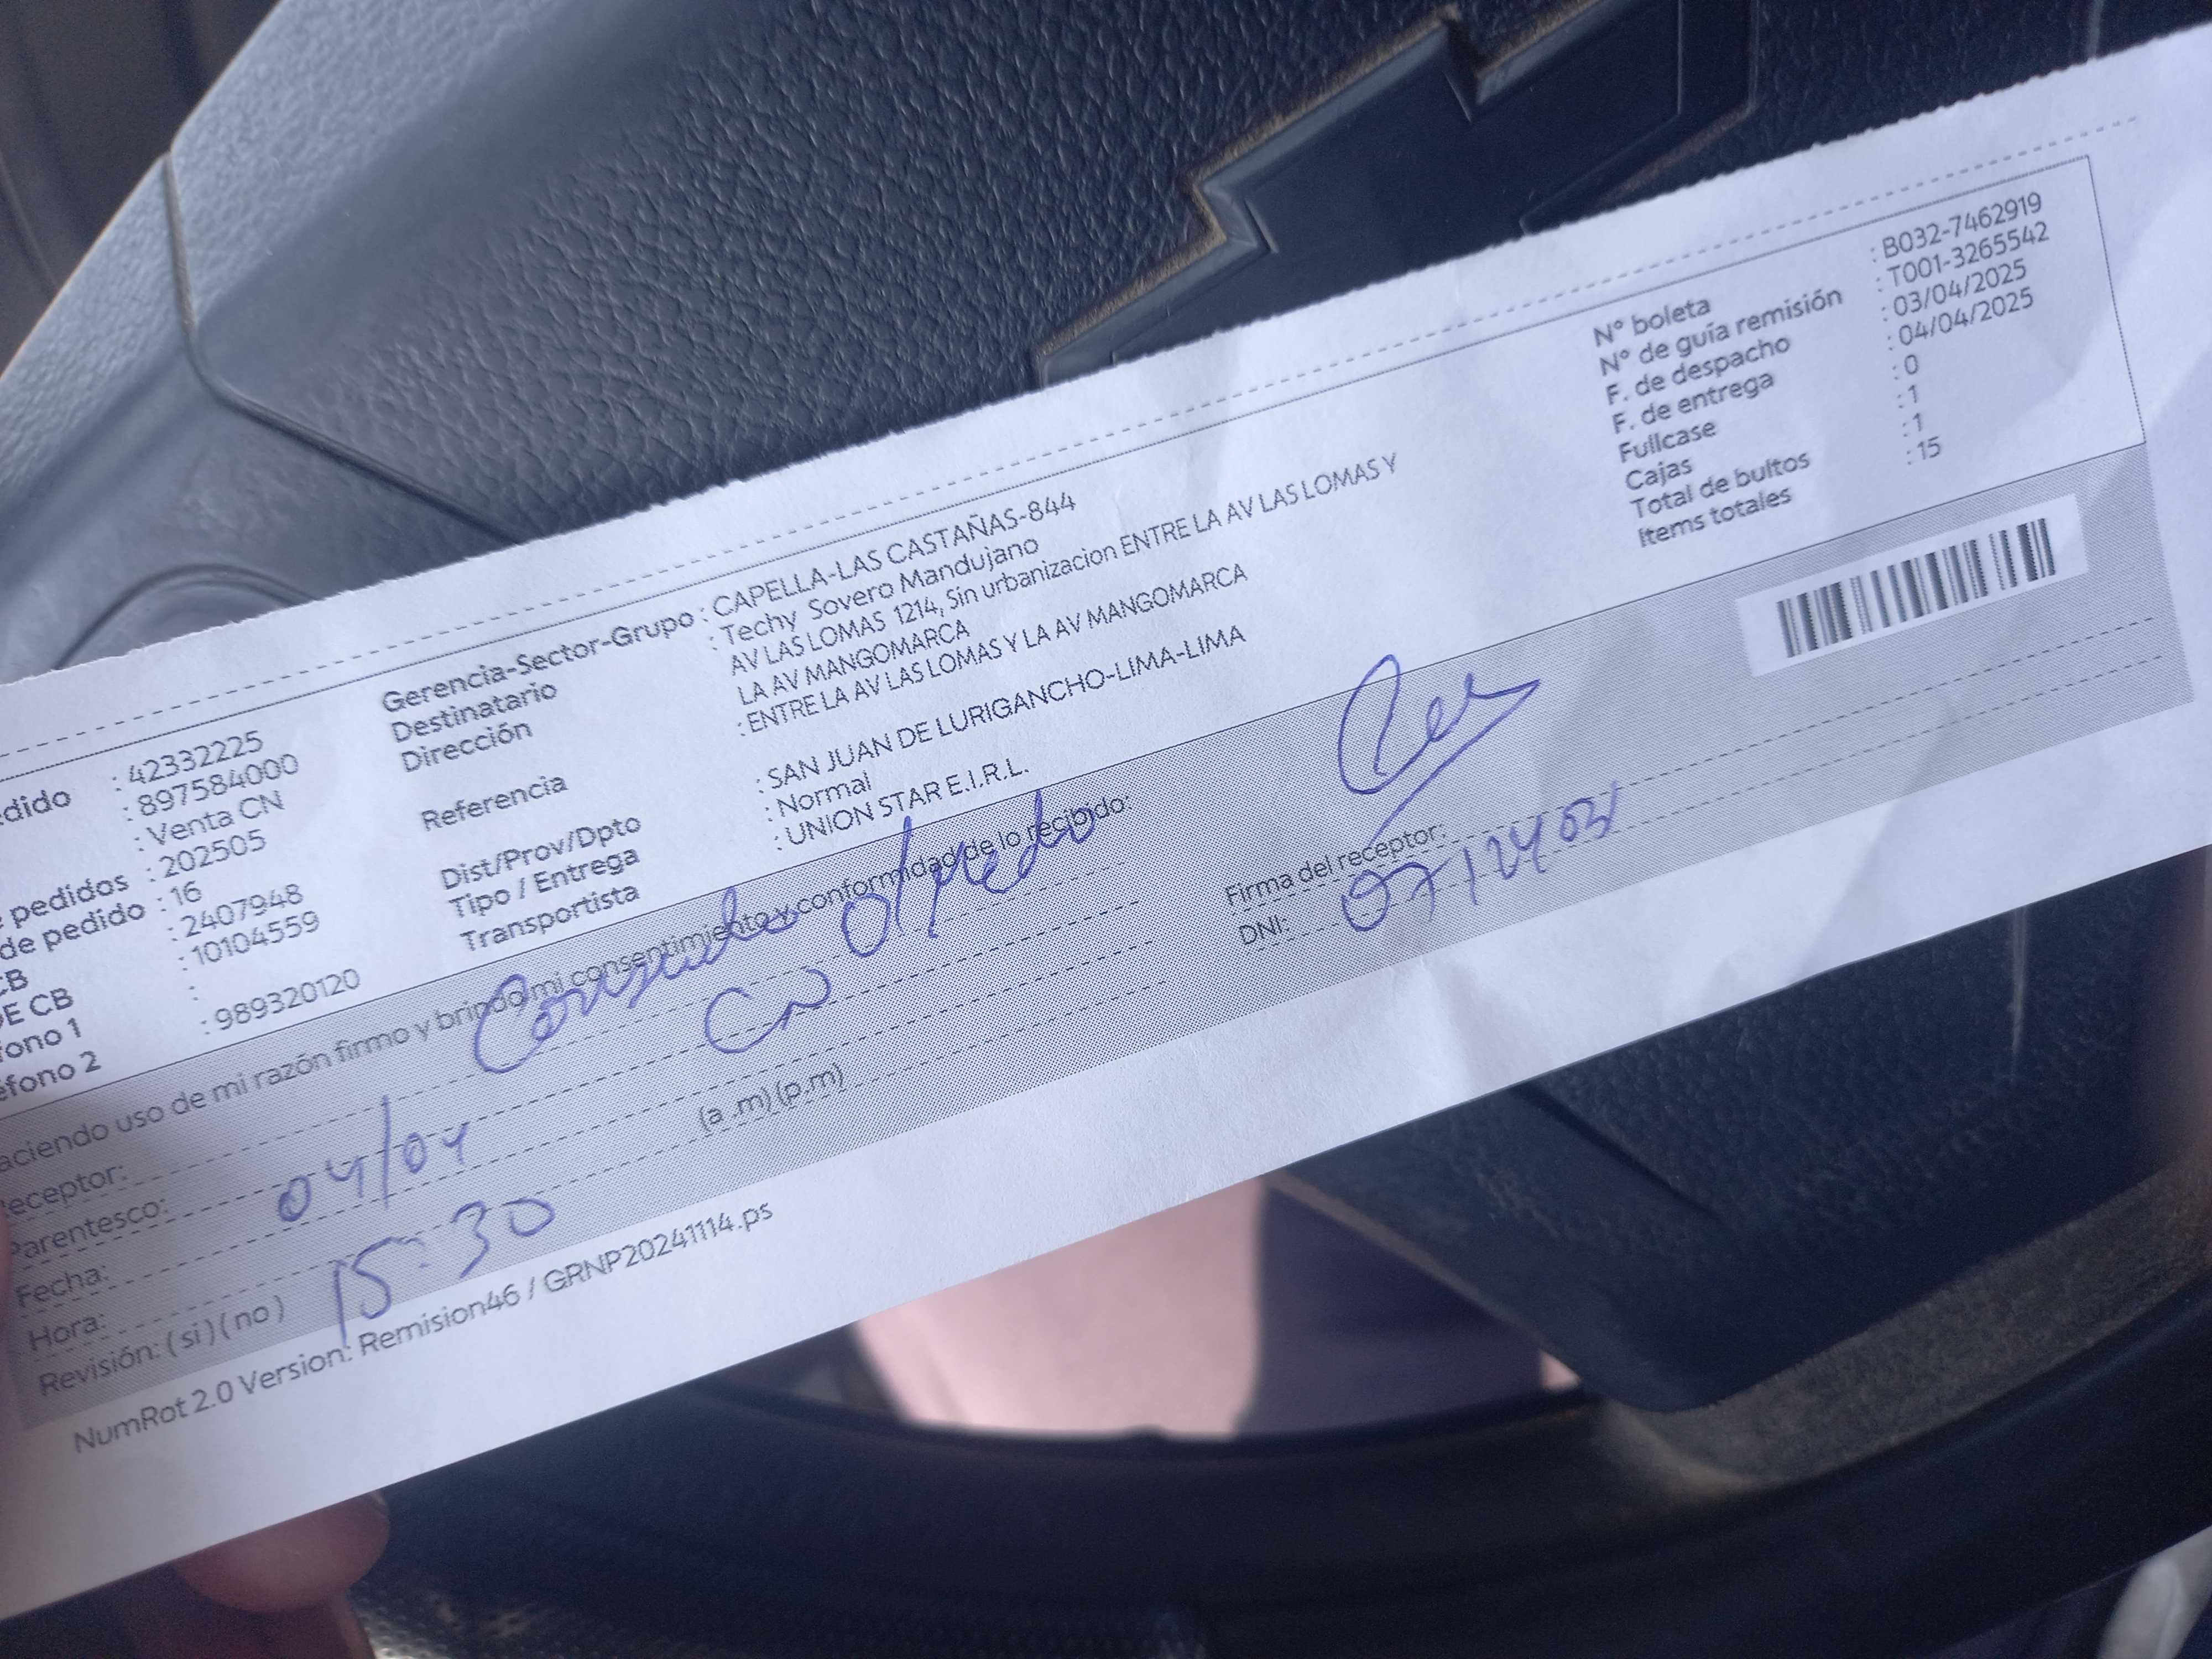 dido : 42332225
: 897584000
: Venta CN
pedidos : 202505
de pedido : 16
CB : 2407948
E CB : 10104559
fono 1 :
éfono 2 : 989320120
Gerencia-Sector-Grupo : CAPELLA-LAS CASTAÑAS-844
Destinatario : Techy Sovero Mandujano
Dirección AV LAS LOMAS 1214, Sin urbanizacion ENTRE LA AV LAS LOMAS Y
LA AV MANGOMARCA
Referencia : ENTRE LA AV LAS LOMAS Y LA AV MANGOMARCA
Dist/Prov/Dpto : SAN JUAN DE LURIGANCHO-LIMA-LIMA
Tipo / Entrega : Normal
Transportista : UNION STAR E.I.R.L.
N° boleta : B032-7462919
N° de guía remisión : T001-3265542
F. de despacho : 03/04/2025
F. de entrega : 04/04/2025
Fullcase : 0
Cajas : 1
Total de bultos : 1
Items totales : 15
aciendo uso de mi razón firmo y brindo mi consentimiento y conformidad de lo recibido:
eceptor:
Parentesco:
Fecha: 04/04
Hora: 15:30 (a .m) (p.m)
Revisión: ( si ) ( no )
Firma del receptor:
DNI:
NumRot 2.0 Version: Remision46 / GRNP20241114.ps